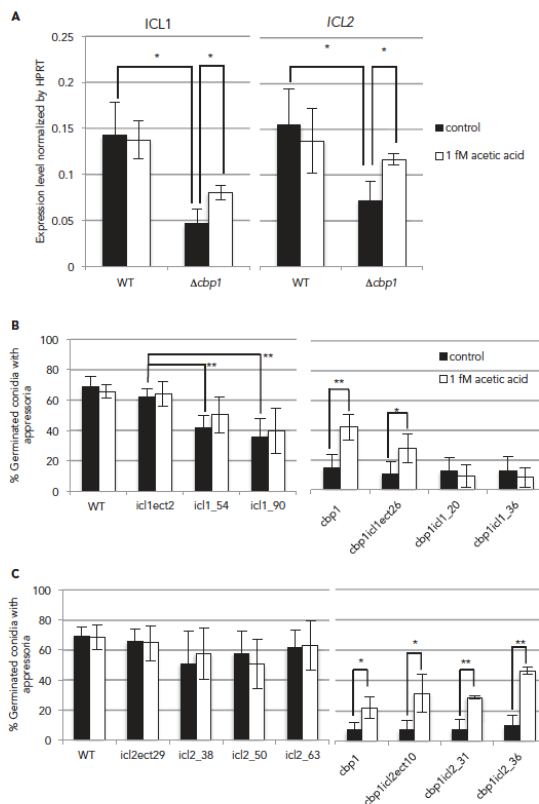 A
ICL1
ICL2
Expression level normalized by HPRT
0.25
0.2
0.15
0.1
0.05
0
*
*
*
*
WT
Δcbp1
WT
Δcbp1
control
1 fM acetic acid
B
% Germinated conidia with
appressoria
100
80
60
40
20
0
**
**
**
*
control
1 fM acetic acid
WT
icl1ect2
icl1_54
icl1_90
cbp1
cbp1icl1ect26
cbp1icl1_20
cbp1icl1_36
C
% Germinated conidia with
appressoria
100
80
60
40
20
0
*
*
**
**
WT
icl2ect29
icl2_38
icl2_50
icl2_63
cbp1
cbp1icl2ect10
cbp1icl2_31
cbp1icl2_36